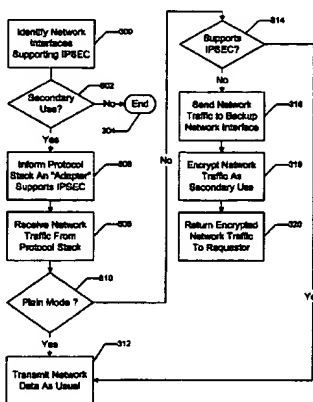 Identify Network
Interfaces
Supporting IPSEC
300
Secondary
Use?
302
No
End
304
Yes
Inform Protocol
Stack An "Adapter"
Supports IPSEC
308
Receive Network
Traffic From
Protocol Stack
Plain Mode ?
310
No
Yes
Transmit Network
Data As Usual
312
Supports
IPSEC?
314
No
Send Network
Traffic to Backup
Network Interface
316
Encrypt Network
Traffic As
Secondary Use
318
Return Encrypted
Network Traffic
To Requestor
320